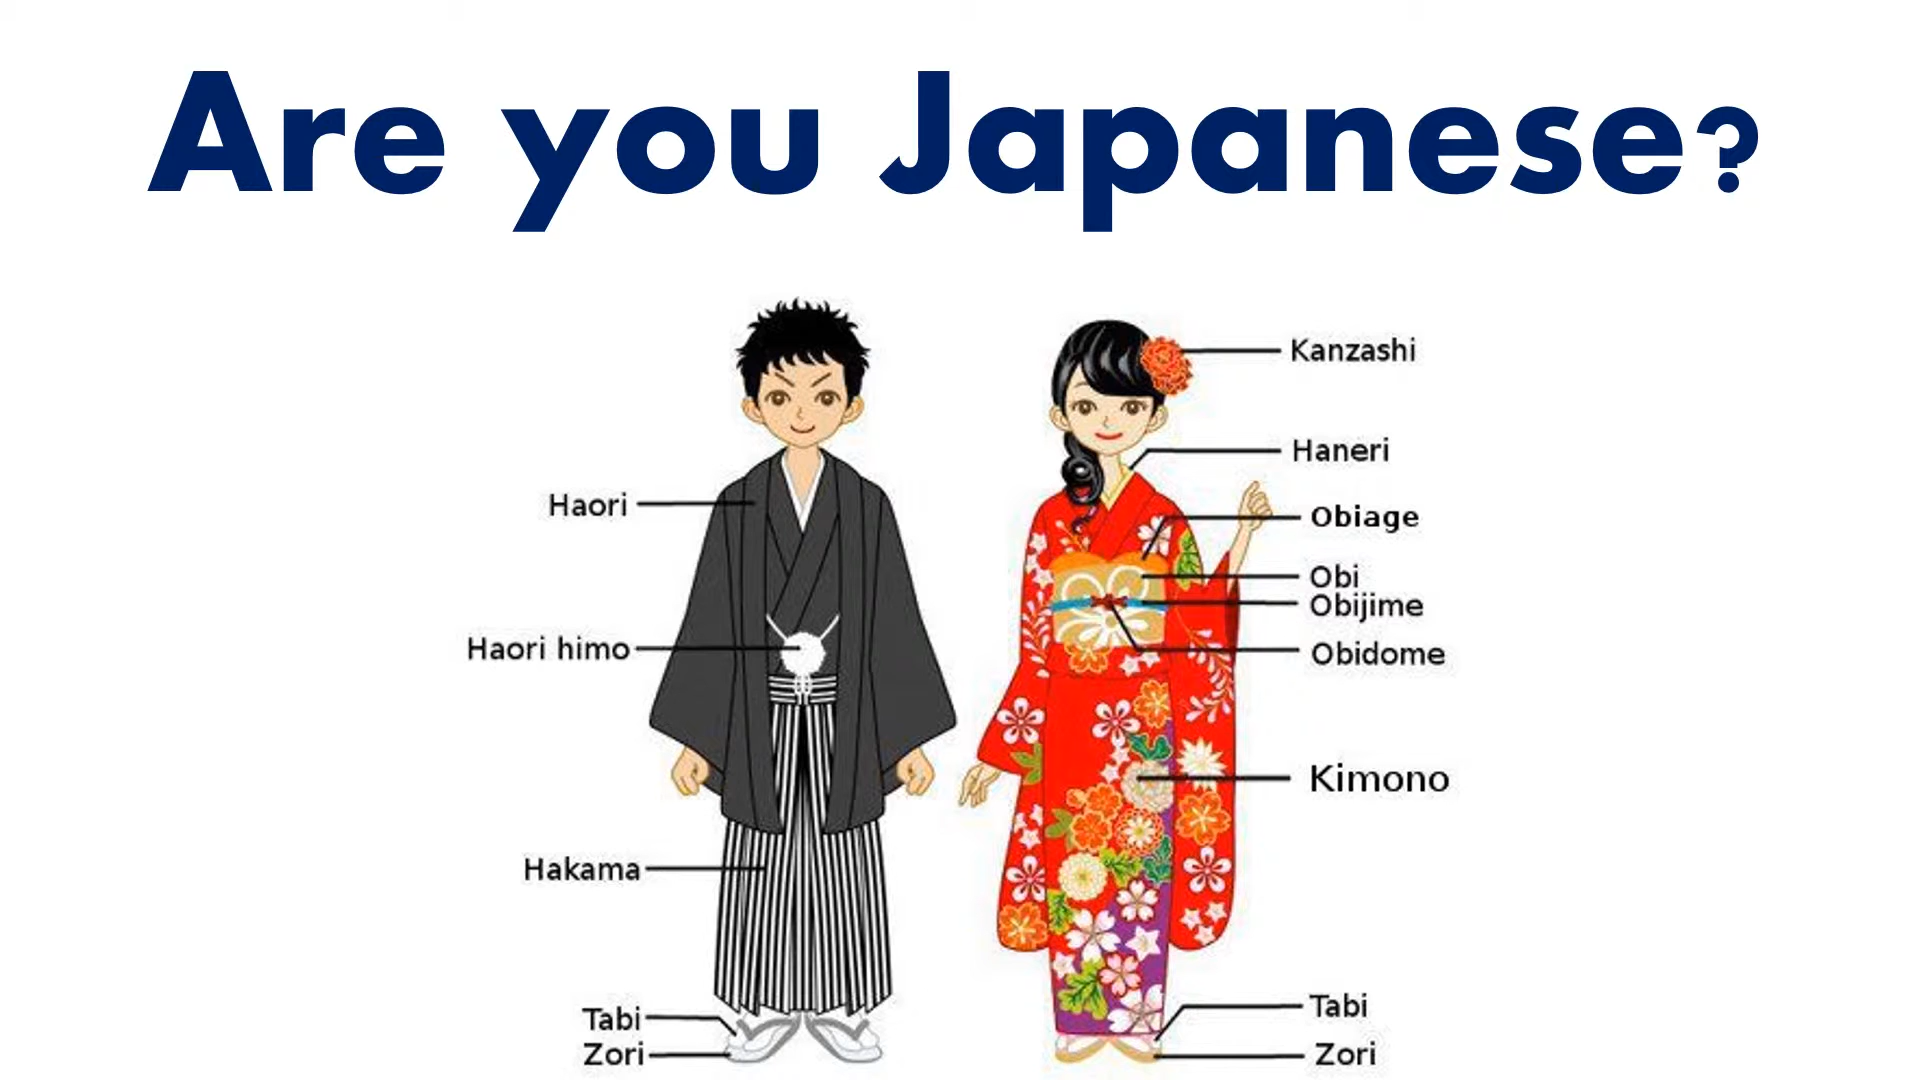 Are you Japanese?
Kanzashi
Haneri
Haori
Obiage
Obi
Obijime
Haori himo
Obidome
Kimono
Hakama
Tabi
Zori
Tabi
Zori